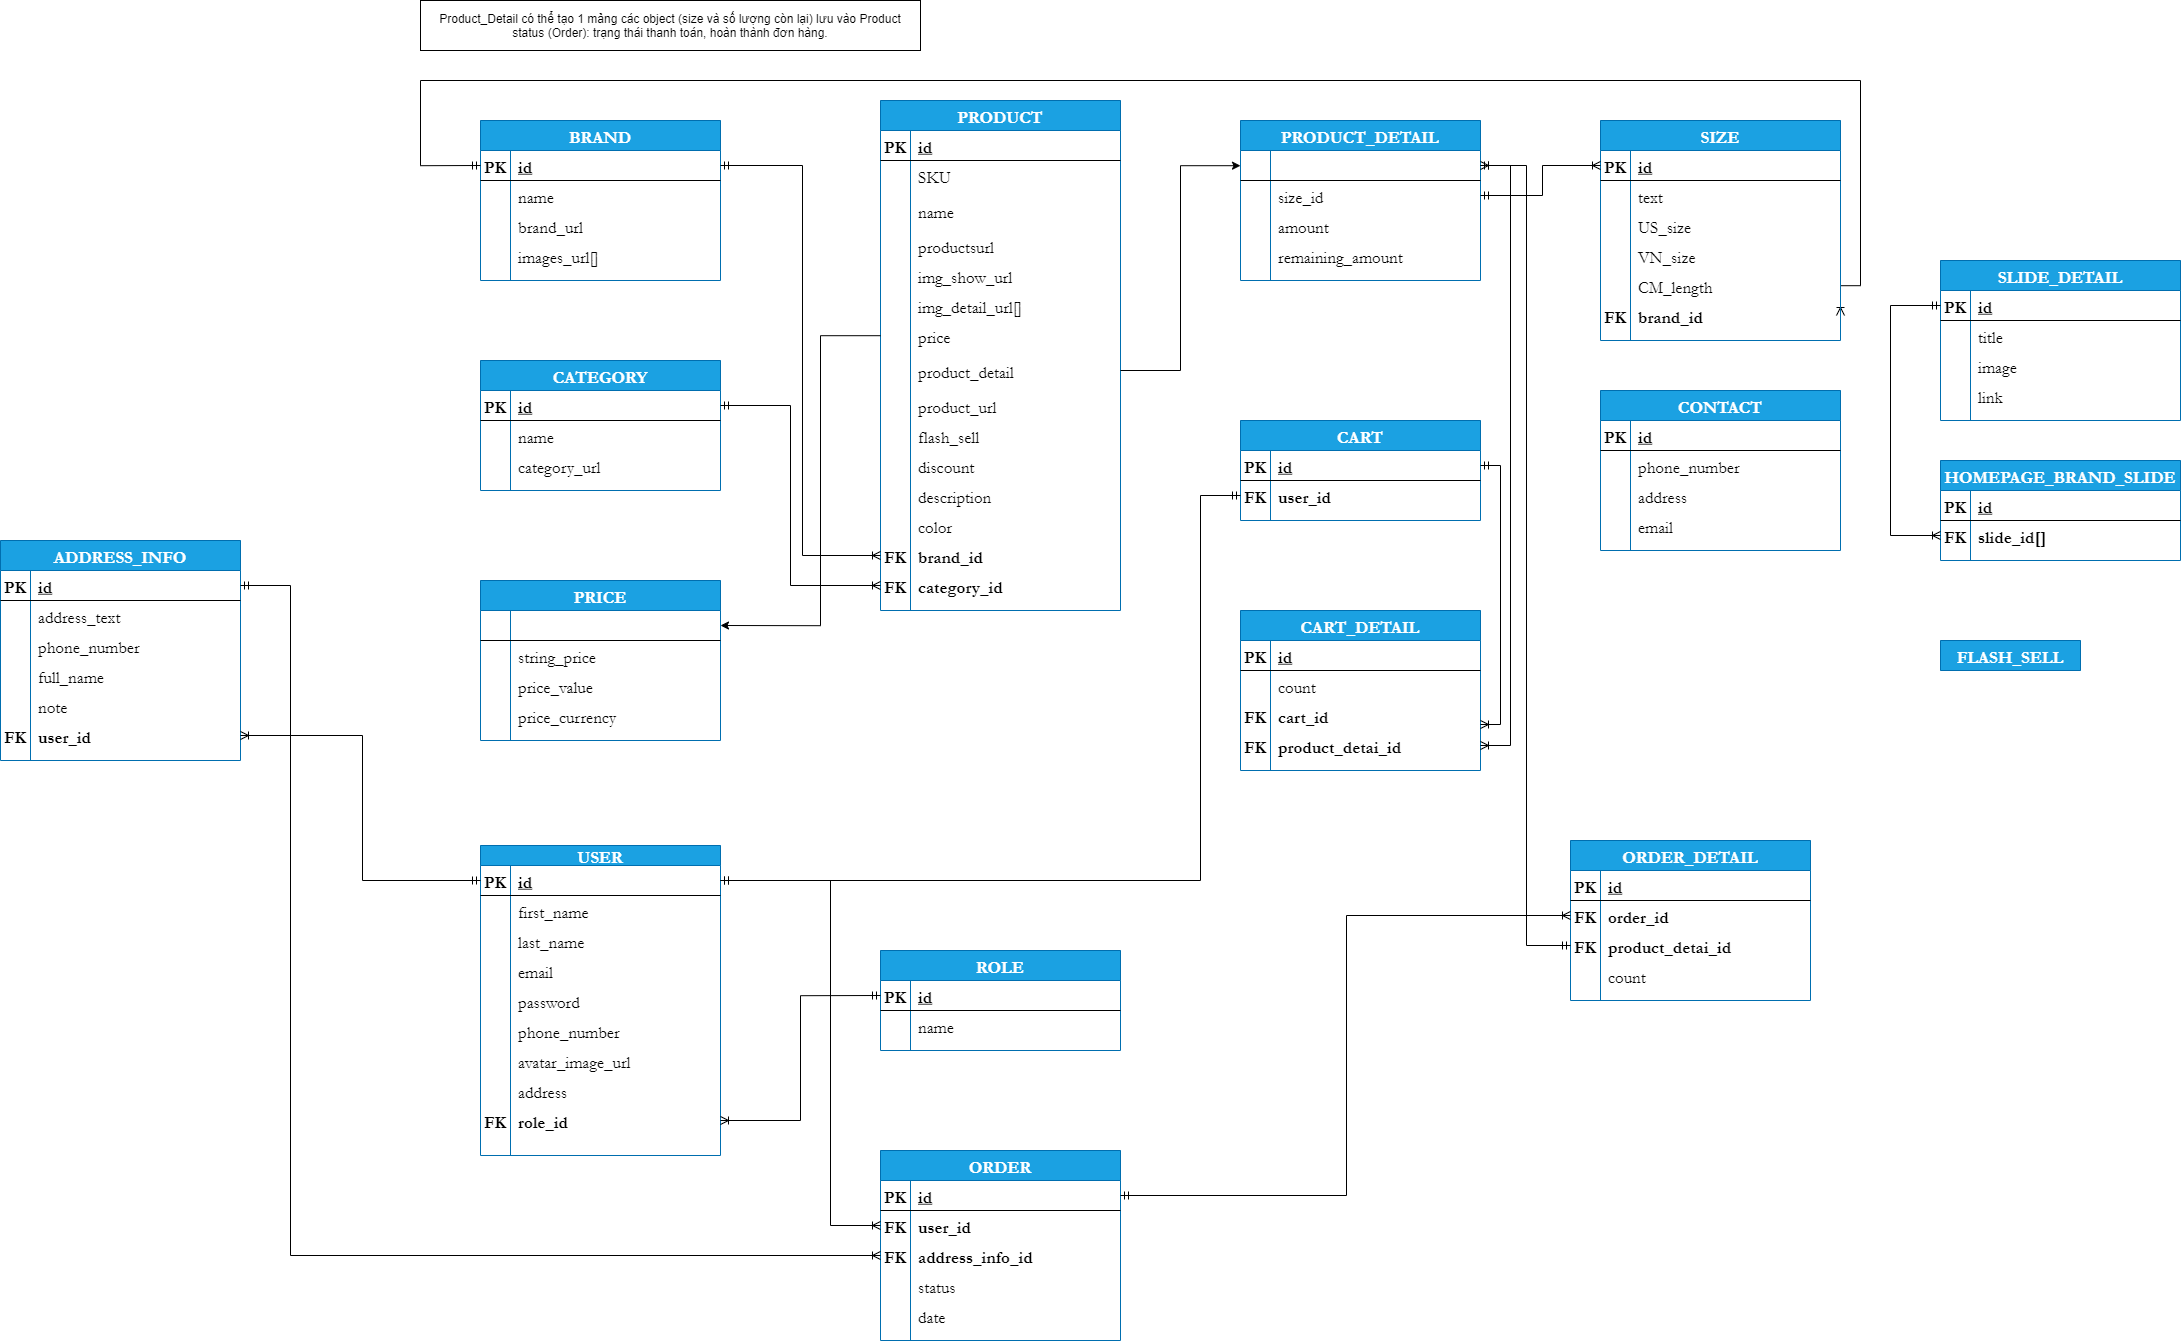 Product_Detail có thể tạo 1 mảng các object (size và số lượng còn lại) lưu vào Product
status (Order): trạng thái thanh toán, hoàn thành đơn hàng.
BRAND
PK id
name
brand_url
images_url[]
PRODUCT
PK id
SKU
name
productsurl
img_show_url
img_detail_url[]
price
product_detail
product_url
flash_sell
discount
description
color
FK brand_id
FK category_id
PRODUCT_DETAIL
size_id
amount
remaining_amount
SIZE
PK id
text
US_size
VN_size
CM_length
FK brand_id
SLIDE_DETAIL
PK id
title
image
link
CATEGORY
PK id
name
category_url
CART
PK id
FK user_id
CONTACT
PK id
phone_number
address
email
HOMEPAGE_BRAND_SLIDE
PK id
FK slide_id[]
ADDRESS_INFO
PK id
address_text
phone_number
full_name
note
FK user_id
PRICE
string_price
price_value
price_currency
CART_DETAIL
PK id
count
FK cart_id
FK product_detai_id
FLASH_SELL
USER
PK id
first_name
last_name
email
password
phone_number
avatar_image_url
address
FK role_id
ROLE
PK id
name
ORDER_DETAIL
PK id
FK order_id
FK product_detai_id
count
ORDER
PK id
FK user_id
FK address_info_id
status
date